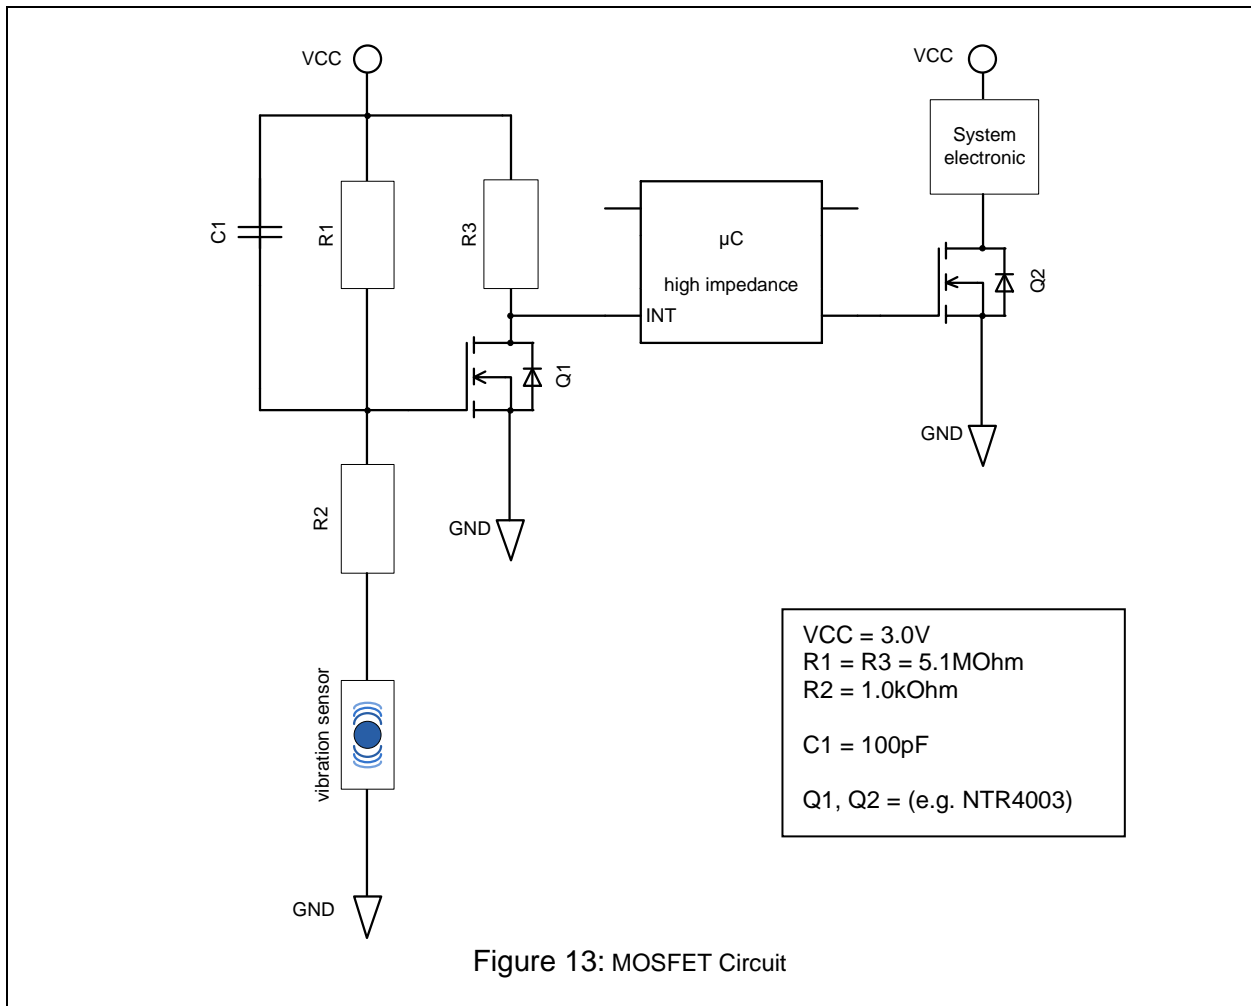 VCC
VCC
System
electronic
C1
R1
R3
µC
high impedance
INT
Q1
Q2
GND
R2
GND
vibration sensor
GND
VCC = 3.0V
R1 = R3 = 5.1MOhm
R2 = 1.0kOhm
C1 = 100pF
Q1, Q2 = (e.g. NTR4003)
Figure 13: MOSFET Circuit